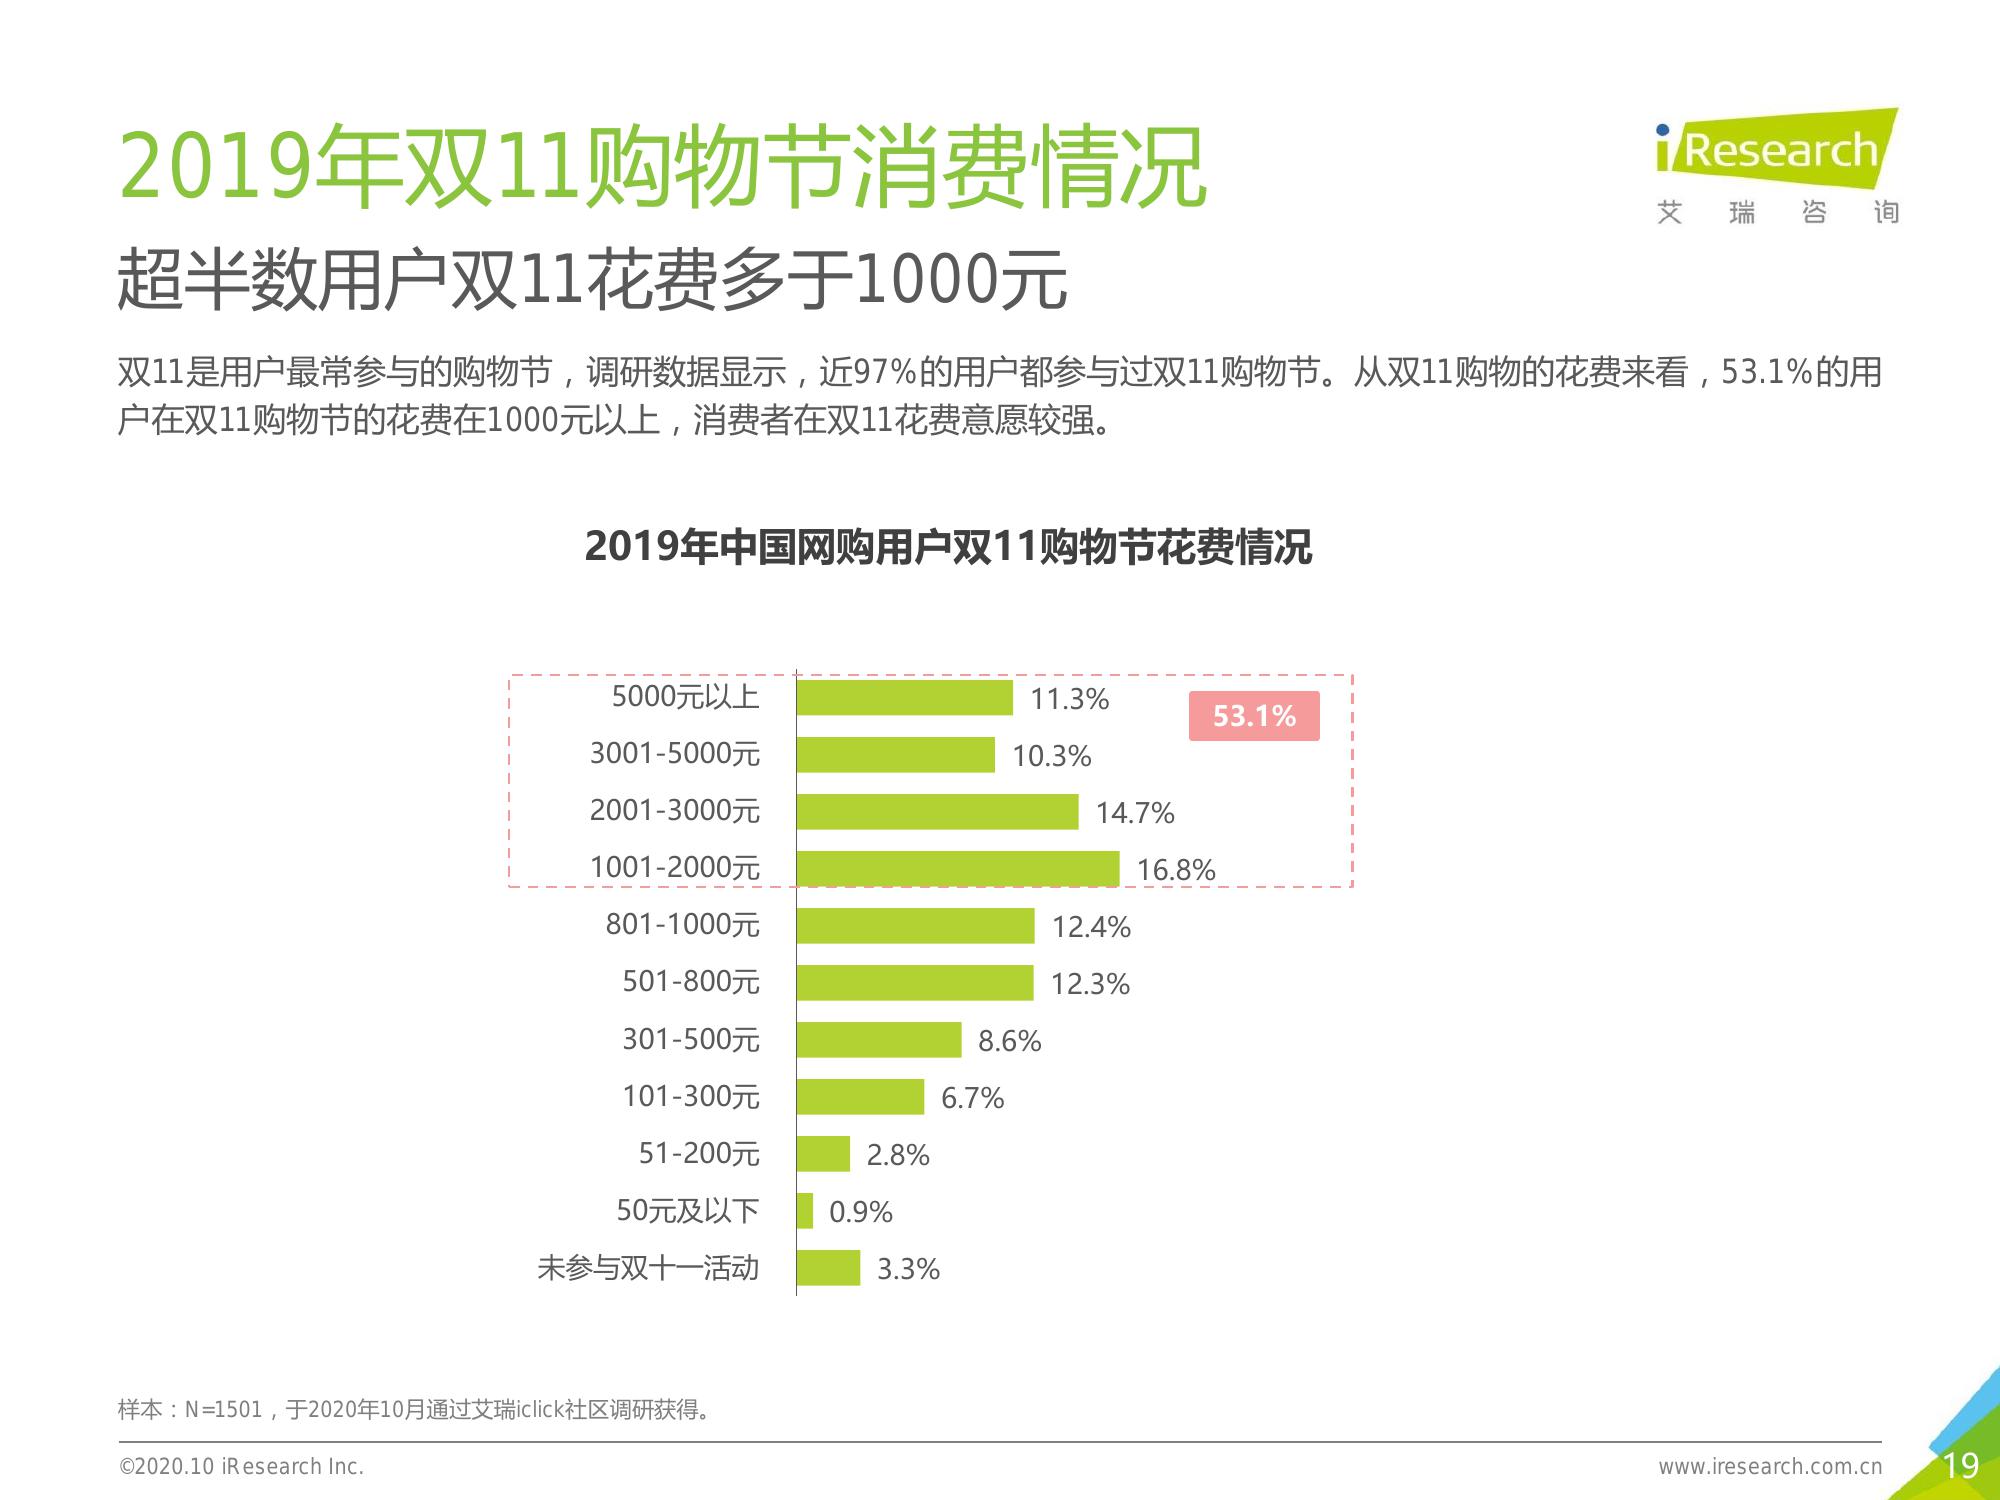 2019年双11购物节消费情况
iResearch
艾瑞咨询
超半数用户双11花费多于1000元
双11是用户最常参与的购物节，调研数据显示，近97%的用户都参与过双11购物节。从双11购物的花费来看，53.1%的用
户在双11购物节的花费在1000元以上，消费者在双11花费意愿较强。
2019年中国网购用户双11购物节花费情况
5000元以上 11.3%
53.1%
3001-5000元 10.3%
2001-3000元 14.7%
1001-2000元 16.8%
801-1000元 12.4%
501-800元 12.3%
301-500元 8.6%
101-300元 6.7%
51-200元 2.8%
50元及以下 0.9%
未参与双十一活动 3.3%
样本：N=1501，于2020年10月通过艾瑞iclick社区调研获得。
©2020.10 iResearch Inc.
www.iresearch.com.cn
19